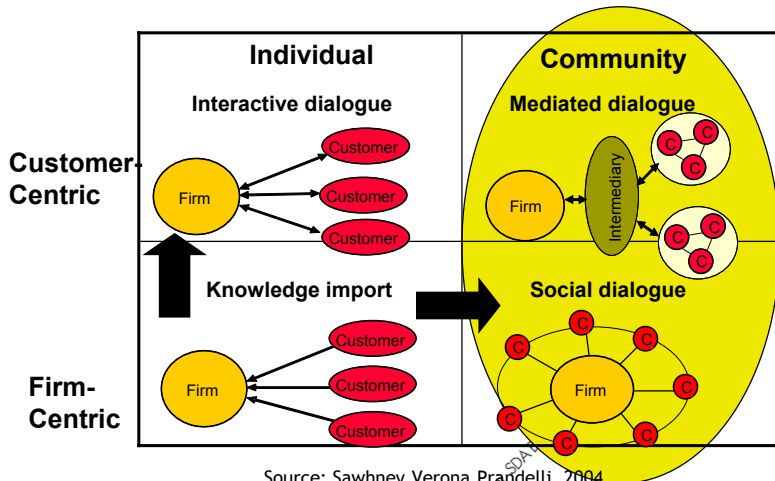 Individual
Community
Interactive dialogue
Mediated dialogue
Customer-
Centric
Firm
Customer
Customer
Customer
Firm
Intermediary
C
C
C
C
C
C
Knowledge import
Social dialogue
Firm-
Centric
Firm
Customer
Customer
Customer
Firm
C
C
C
C
C
C
C
SDA
Source: Sawhney Verona Prandelli, 2004